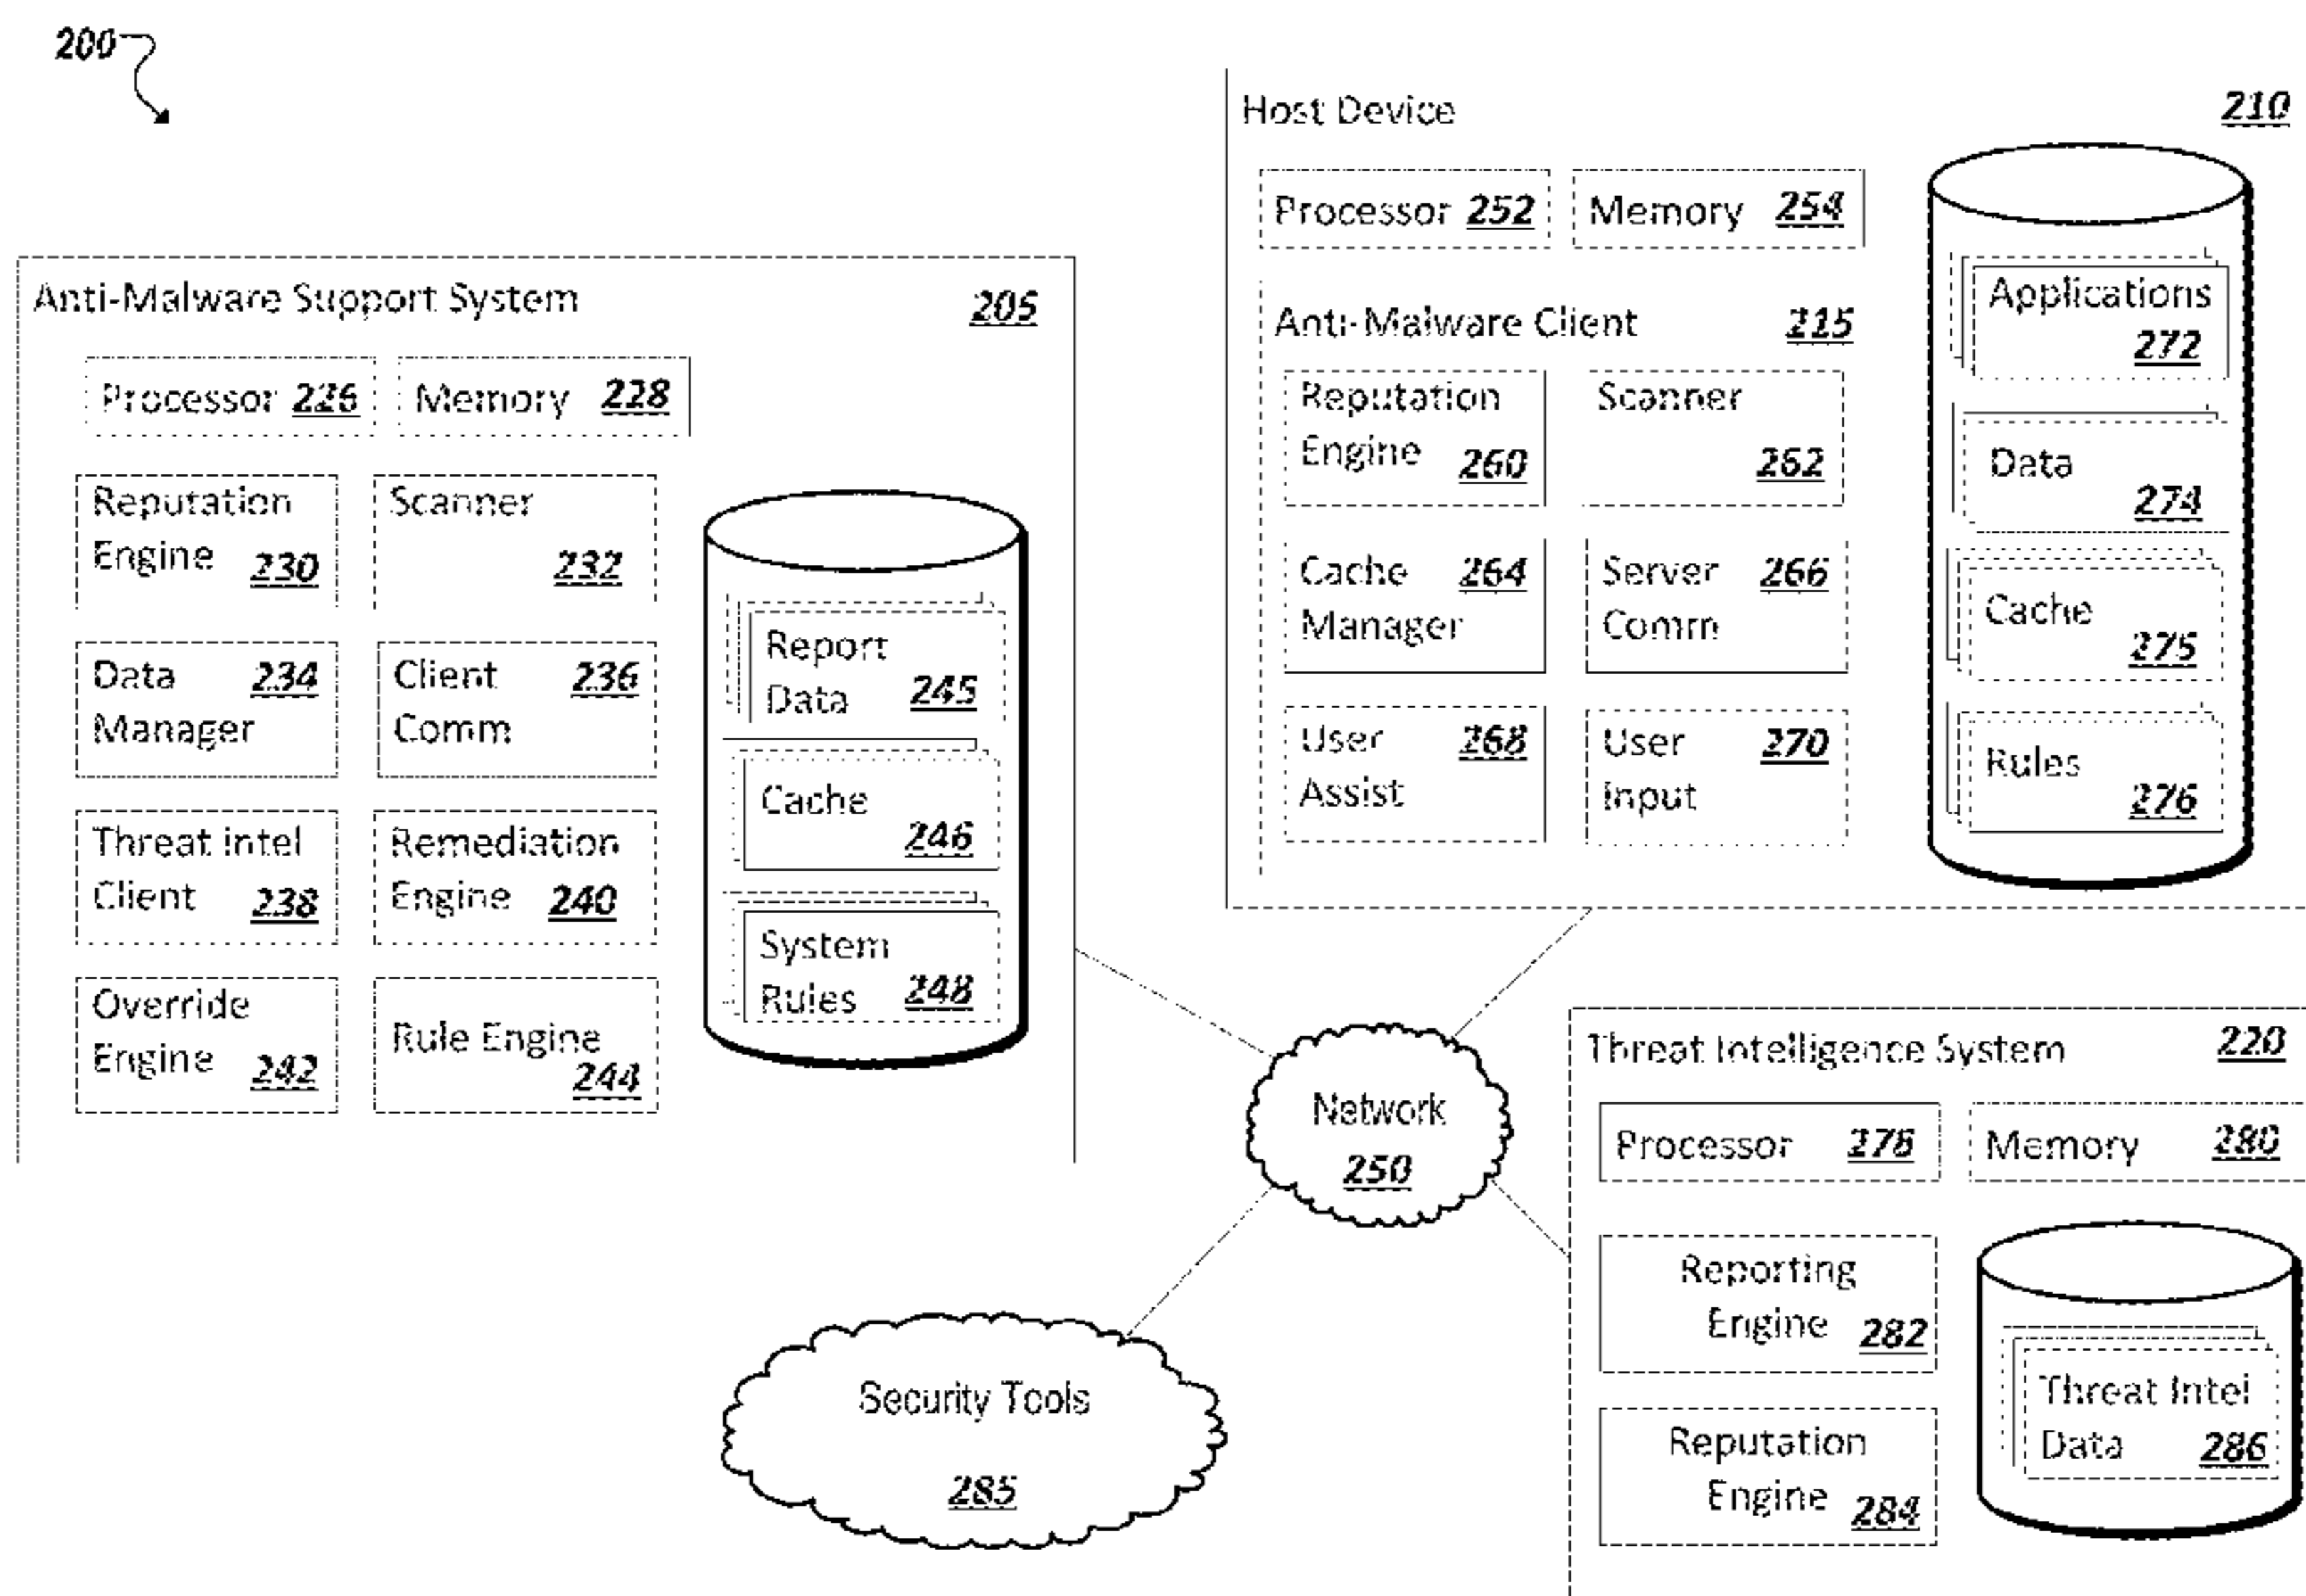 200
Anti-Malware Support System 205
Processor 226 Memory 228
Reputation
Engine 230
Scanner
232
Data 234
Manager
Client 236
Comm
Threat Intel
Client 238
Remediation
Engine 240
Override
Engine 242
Rule Engine
244
Report
Data 245
Cache
246
System
Rules 248
Host Device 210
Processor 252 Memory 254
Anti-Malware Client 215
Reputation
Engine 260
Scanner
262
Cache 264
Manager
Server 266
Comm
User 268
Assist
User 270
Input
Applications
272
Data
274
Cache
275
Rules
276
Network
250
Security Tools
285
Threat Intelligence System 220
Processor 278 Memory 280
Reporting
Engine 282
Reputation
Engine 284
Threat Intel
Data 286